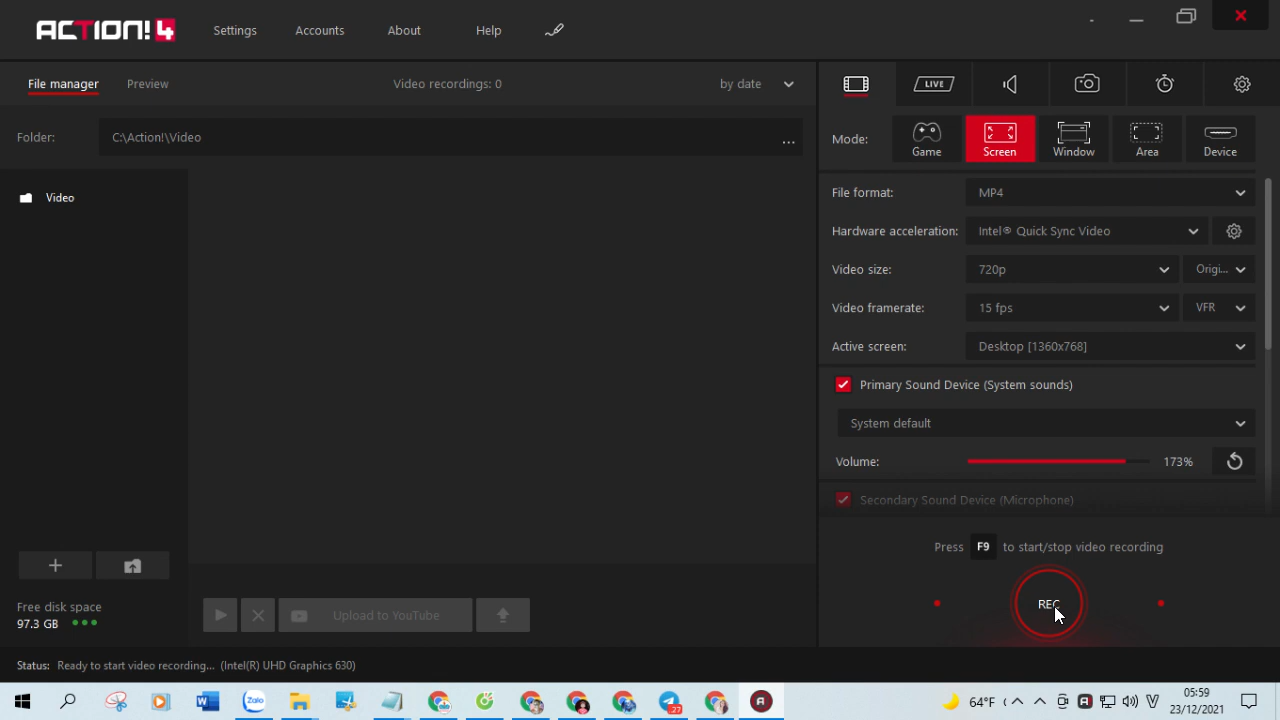 ACTION! 4
Settings
Accounts
About
Help
File manager
Preview
Video recordings: 0
by date
Folder:
C:\Action!\Video
...
Video
Free disk space
97.3 GB
Upload to YouTube
LIVE
Mode:
Game
Screen
Window
Area
Device
File format:
MP4
Hardware acceleration:
Intel® Quick Sync Video
Video size:
720p
Origi...
Video framerate:
15 fps
VFR
Active screen:
Desktop [1360x768]
Primary Sound Device (System sounds)
System default
Volume:
173%
Secondary Sound Device (Microphone)
Press F9 to start/stop video recording
REC
Status: Ready to start video recording... (Intel(R) UHD Graphics 630)
W
Zalo
27
64°F
V
05:59
23/12/2021